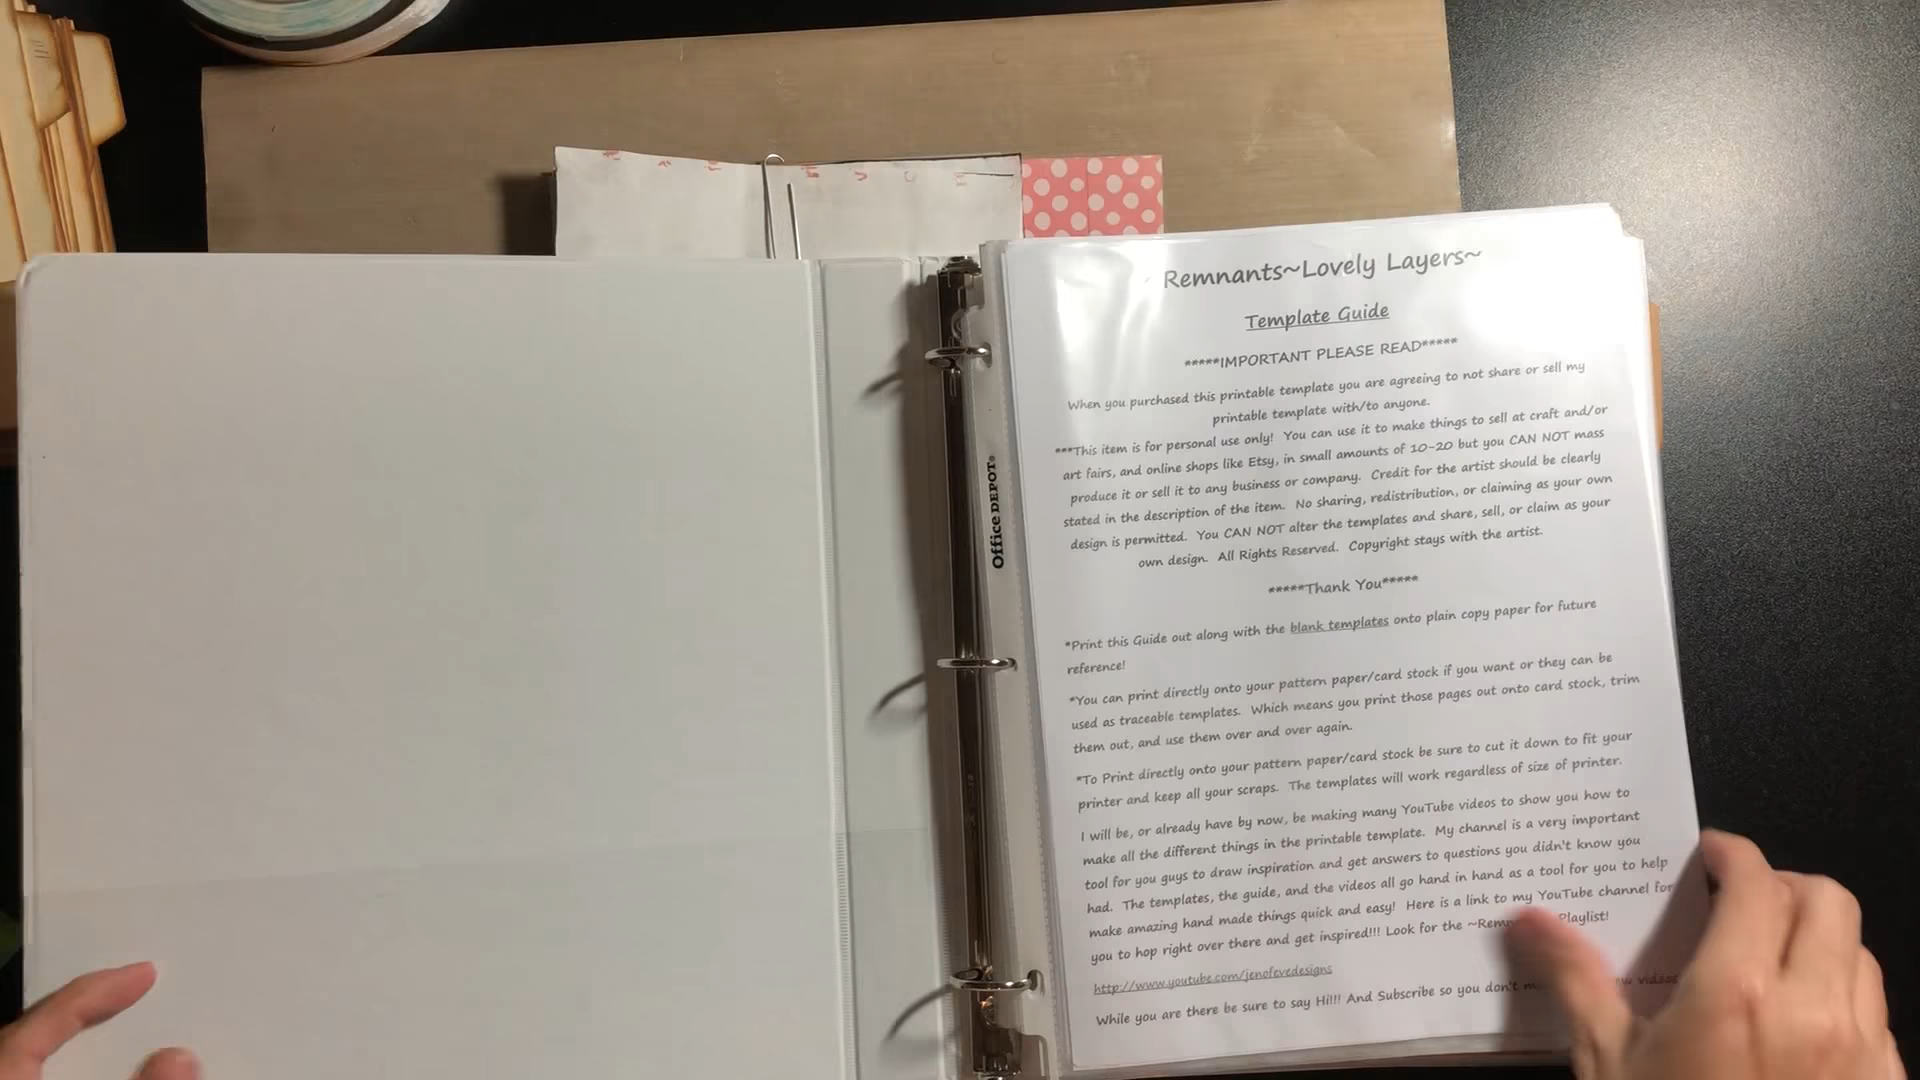 Remnants~Lovely Layers~
Template Guide
*****IMPORTANT PLEASE READ*****
When you purchased this printable template you are agreeing to not share or sell my
printable template with/to anyone.
***This item is for personal use only! You can use it to make things to sell at craft and/or
art fairs, and online shops like Etsy, in small amounts of 10-20 but you CAN NOT mass
produce it or sell it to any business or company. Credit for the artist should be clearly
stated in the description of the item. No sharing, redistribution, or claiming as your own
design is permitted. You CAN NOT alter the templates and share, sell, or claim as your
own design. All Rights Reserved. Copyright stays with the artist.
*****Thank You*****
*Print this Guide out along with the blank templates onto plain copy paper for future
reference!
*You can print directly onto your pattern paper/card stock if you want or they can be
used as traceable templates. Which means you print those pages out onto card stock, trim
them out, and use them over and over again.
*To Print directly onto your pattern paper/card stock be sure to cut it down to fit your
printer and keep all your scraps. The templates will work regardless of size of printer.
I will be, or already have by now, be making many YouTube videos to show you how to
make all the different things in the printable template. My channel is a very important
tool for you guys to draw inspiration and get answers to questions you didn't know you
had. The templates, the guide, and the videos all go hand in hand as a tool for you to help
make amazing hand made things quick and easy! Here is a link to my YouTube channel for
you to hop right over there and get inspired!!! Look for the Playlist!
http://www.youtube.com/jenofevedesigns
While you are there be sure to say Hi!!! And Subscribe so you don't videos
Office DEPOT